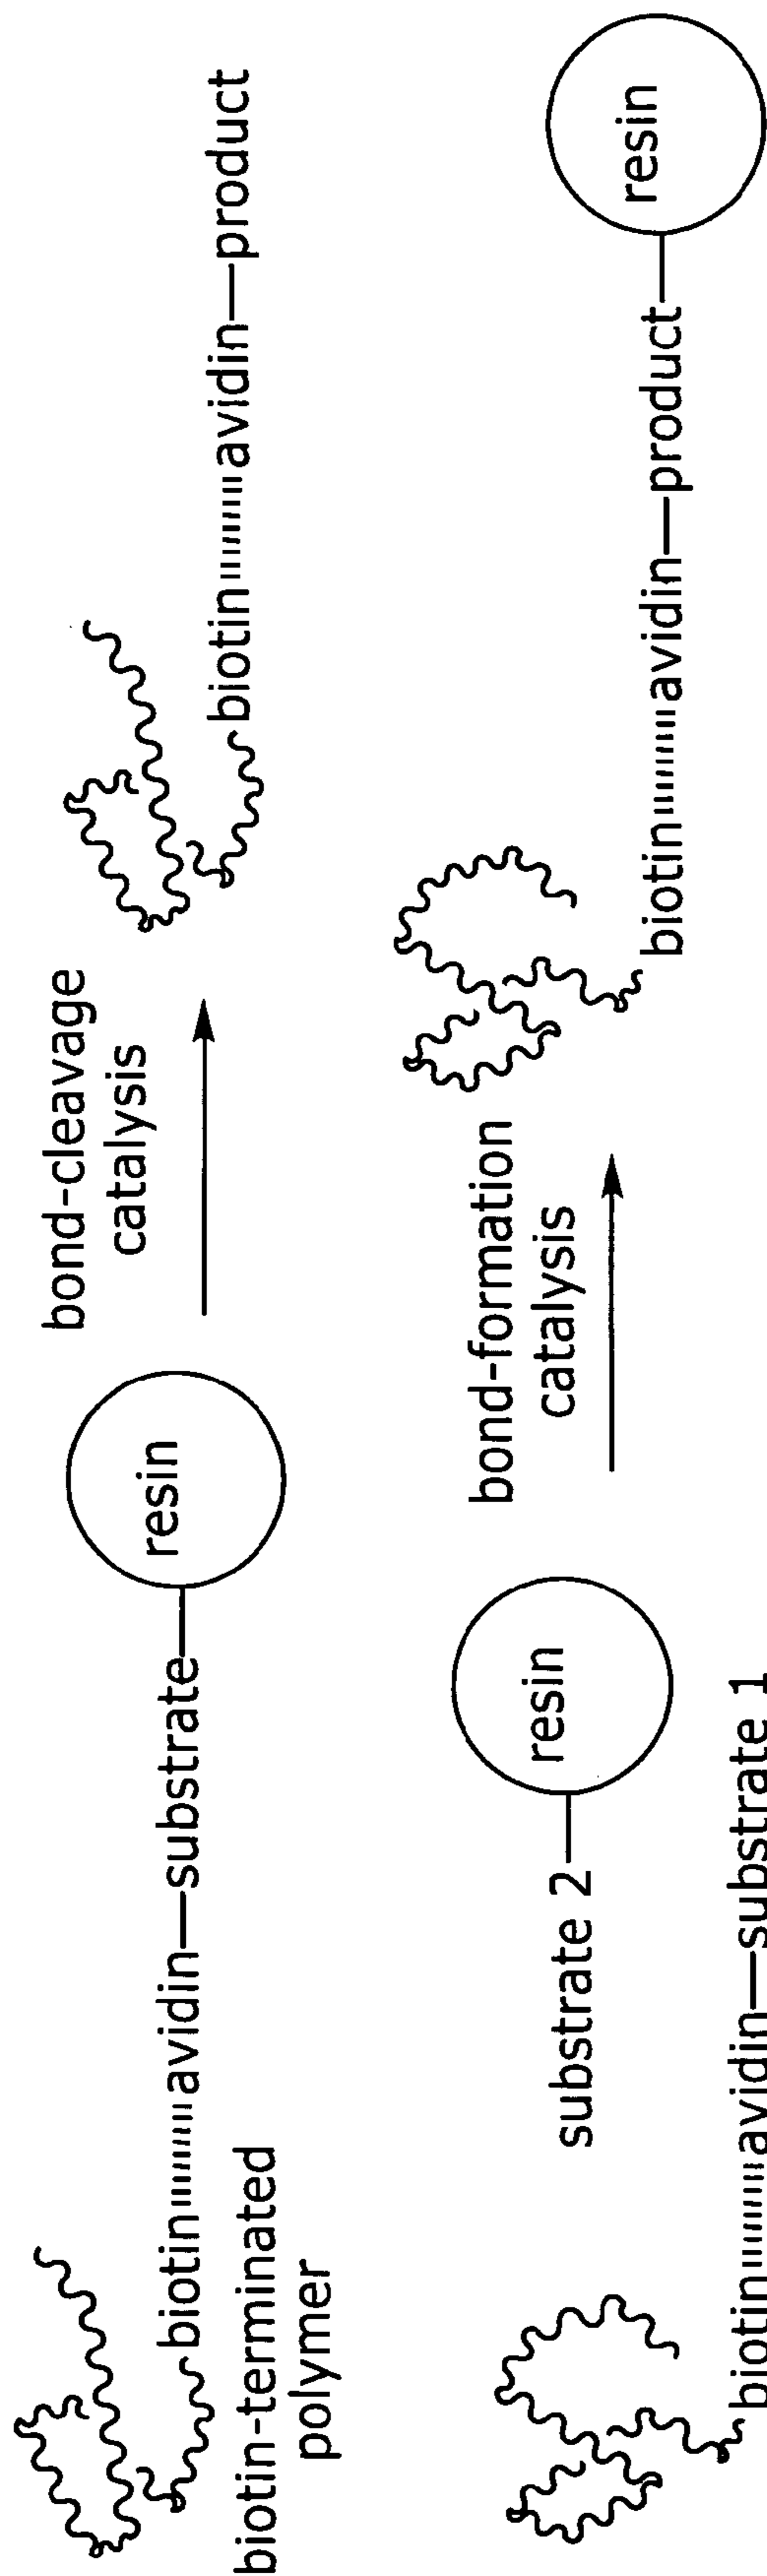 biotin avidin substrate resin
biotin-terminated
polymer
bond-cleavage
catalysis
biotin avidin product
substrate 2 resin
biotin avidin substrate 1
bond-formation
catalysis
biotin avidin product resin